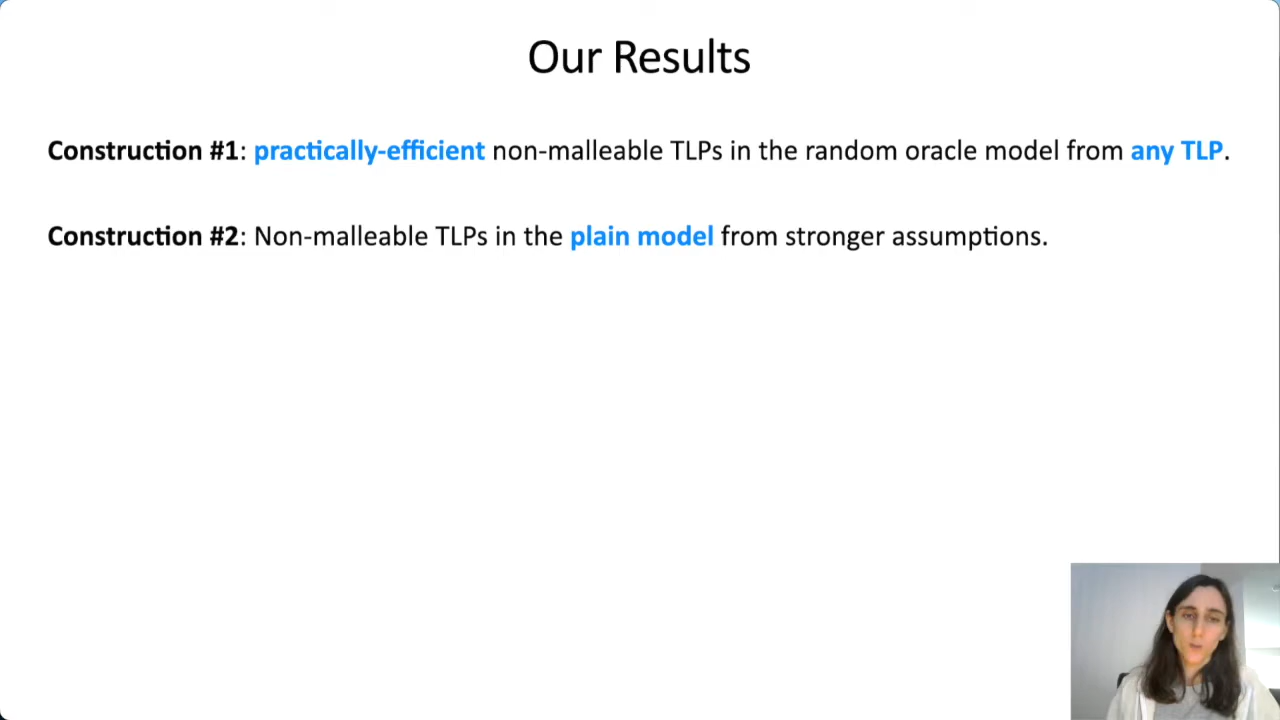 Our Results
Construction #1: practically-efficient non-malleable TLPs in the random oracle model from any TLP.
Construction #2: Non-malleable TLPs in the plain model from stronger assumptions.